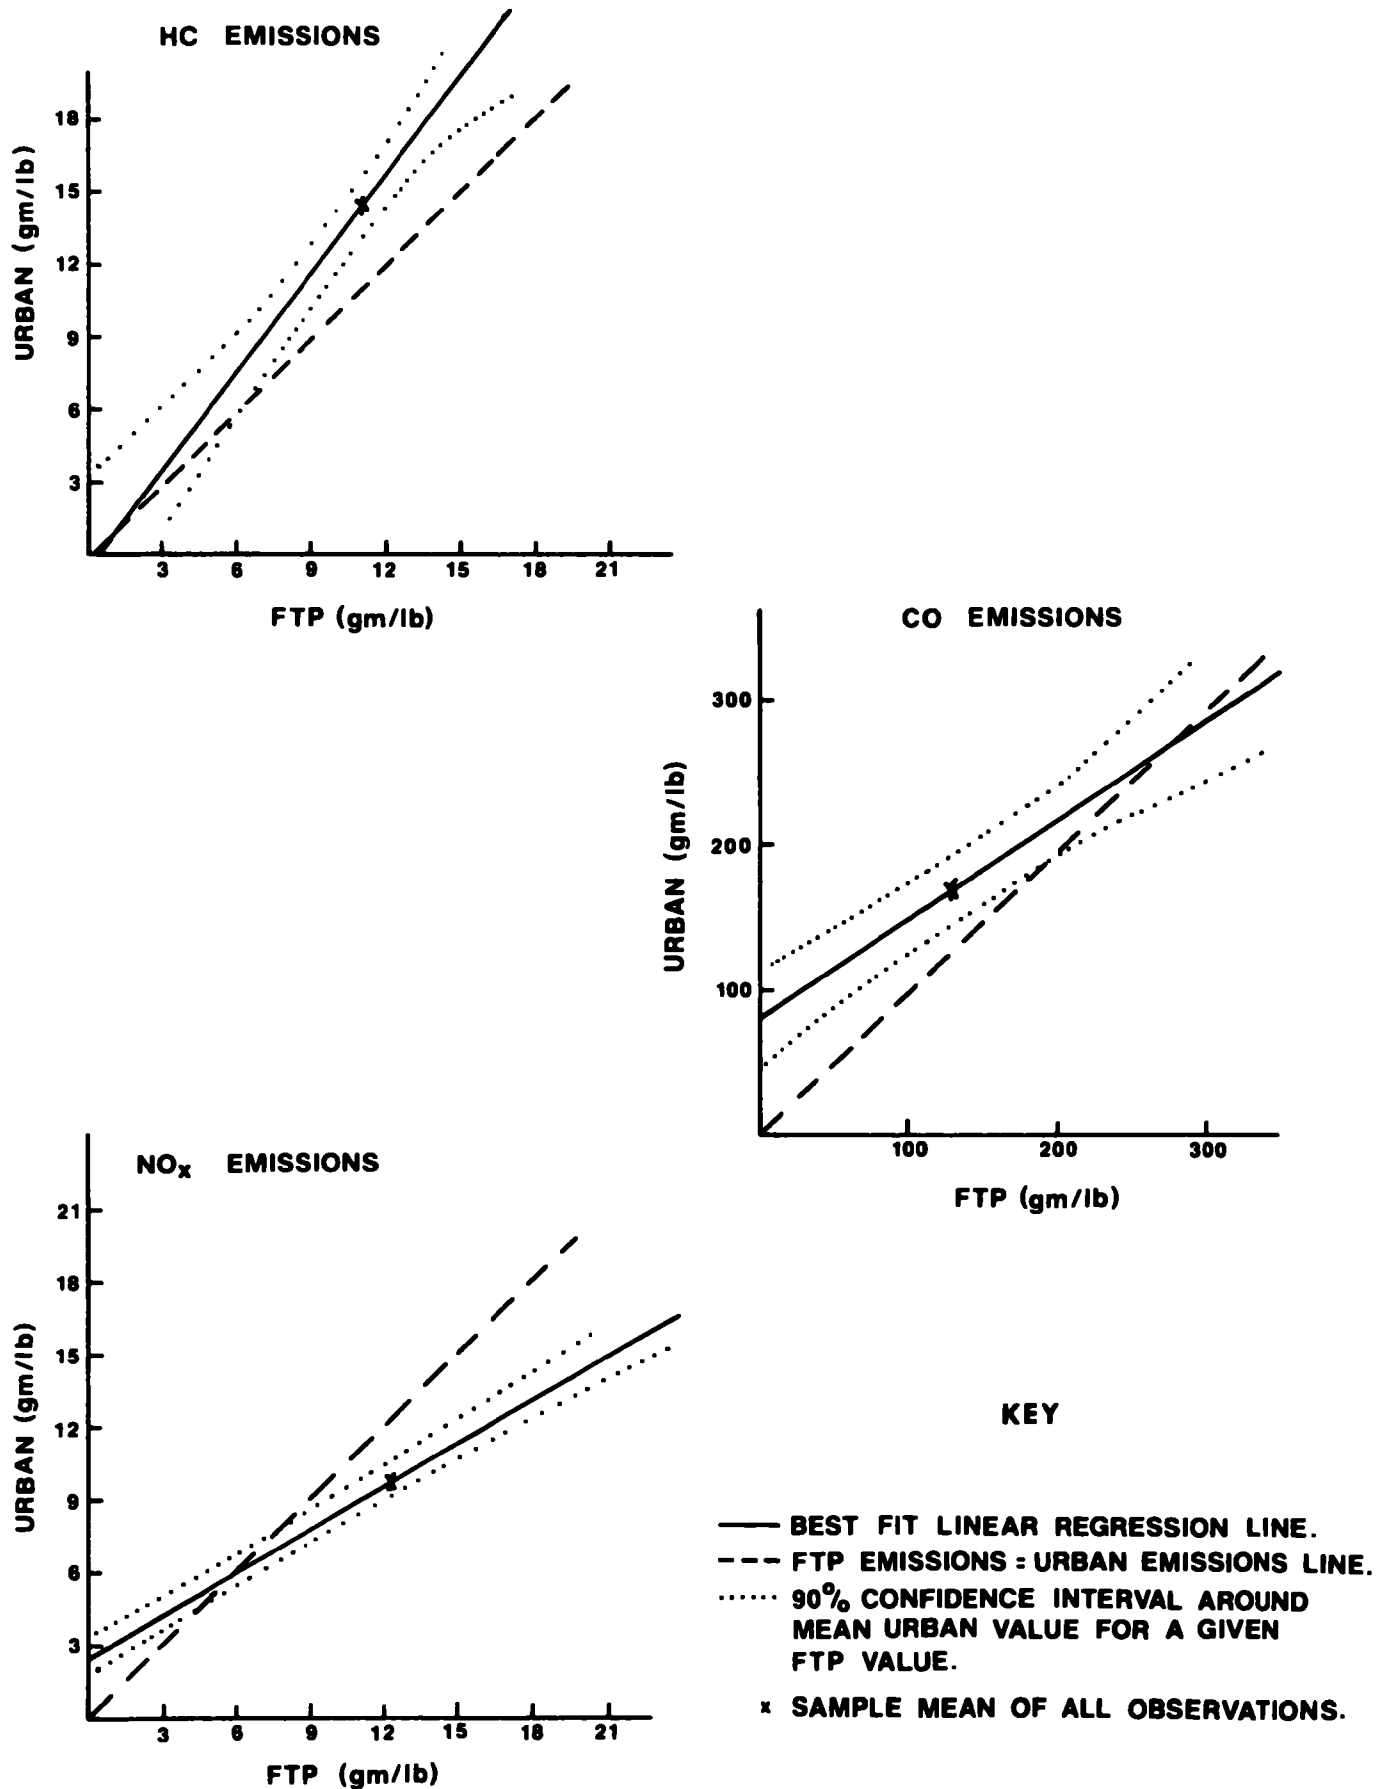 HC EMISSIONS
URBAN (gm/lb)
18
15
12
9
6
3
3 6 9 12 15 18 21
FTP (gm/lb)
CO EMISSIONS
URBAN (gm/lb)
300
200
100
100 200 300
FTP (gm/lb)
NOx EMISSIONS
URBAN (gm/lb)
21
18
15
12
9
6
3
3 6 9 12 15 18 21
FTP (gm/lb)
KEY
BEST FIT LINEAR REGRESSION LINE.
FTP EMISSIONS = URBAN EMISSIONS LINE.
90% CONFIDENCE INTERVAL AROUND
MEAN URBAN VALUE FOR A GIVEN
FTP VALUE.
x SAMPLE MEAN OF ALL OBSERVATIONS.